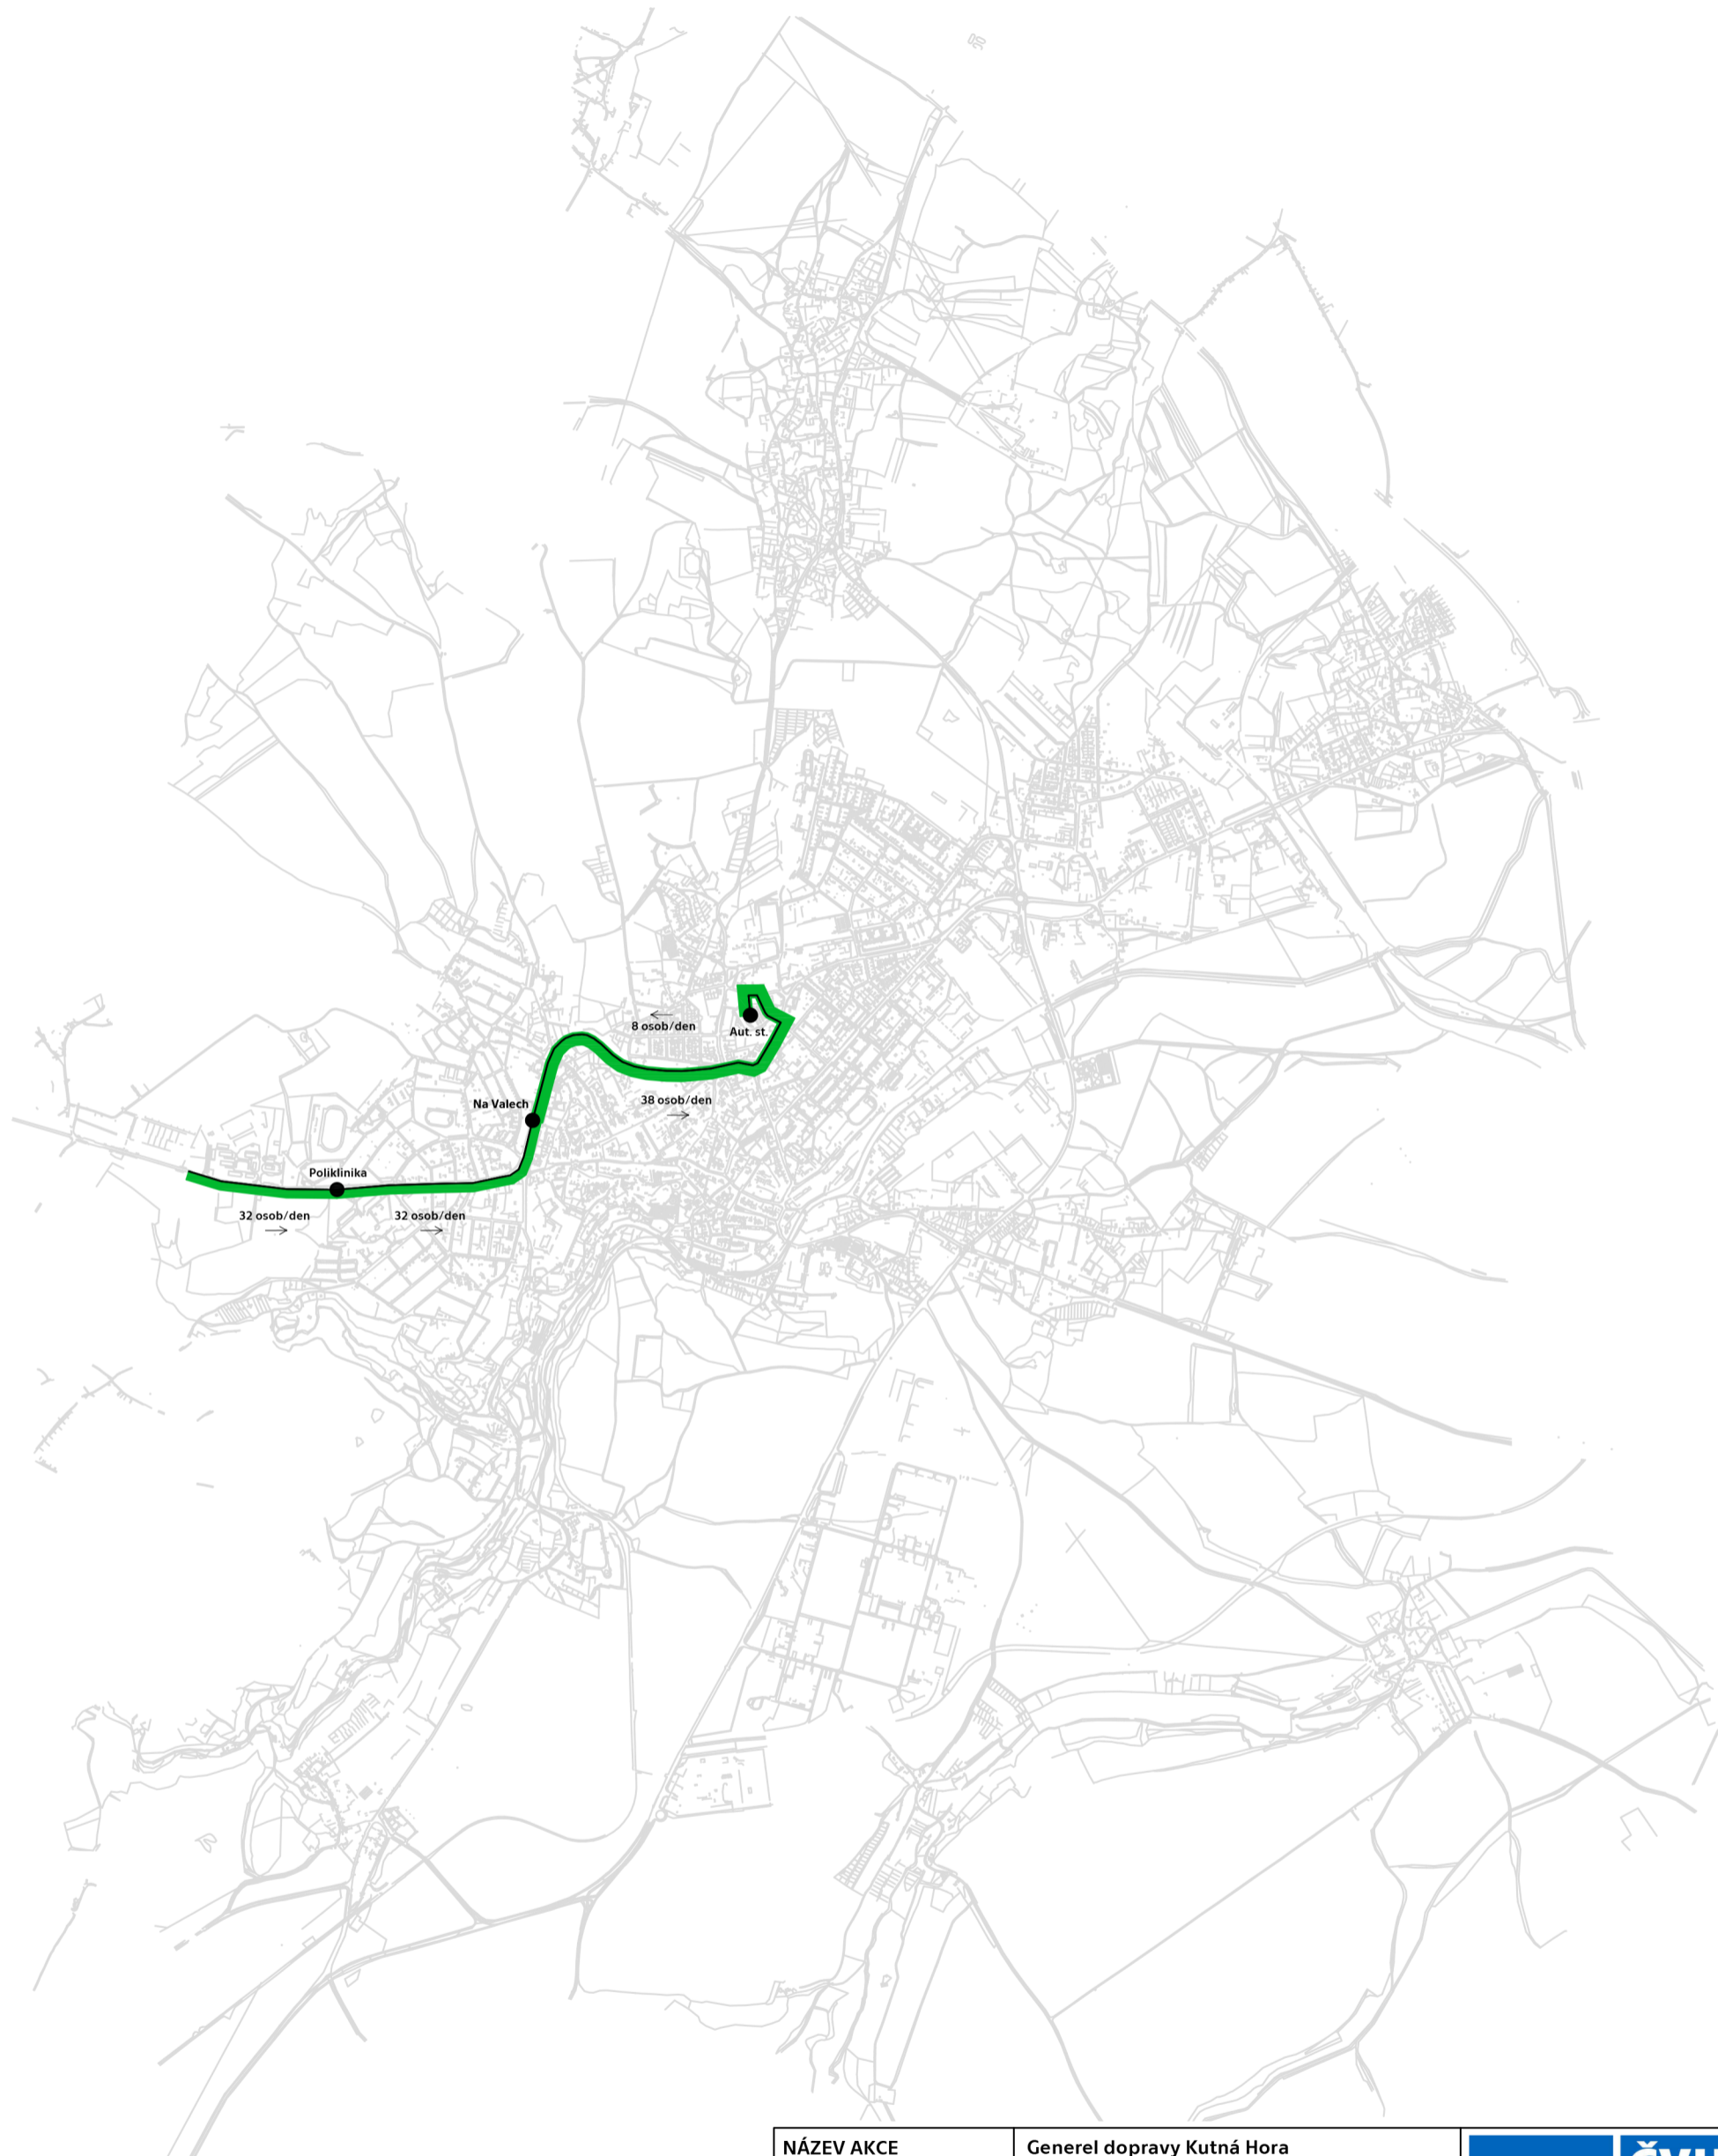 8 osob/den
Aut. st.
38 osob/den
Na Valech
Poliklinika
32 osob/den
32 osob/den
NÁZEV AKCE
Generel dopravy Kutná Hora